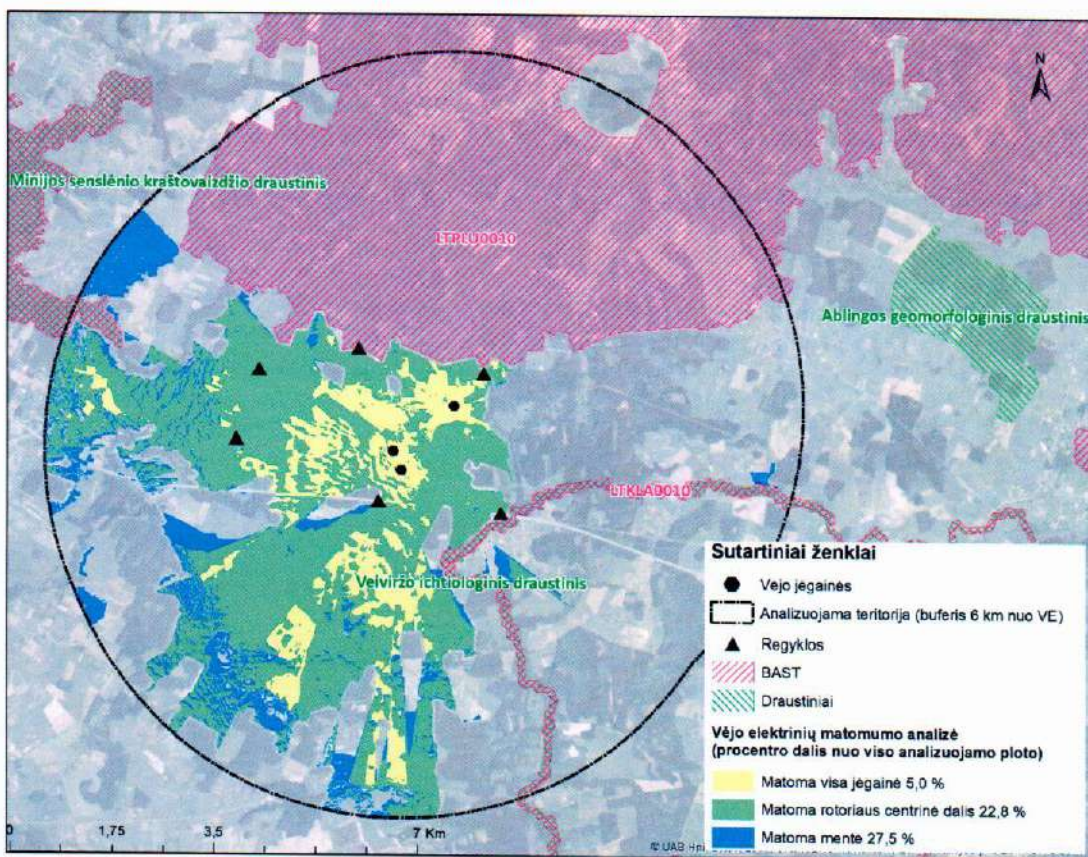 N
Minijos senslėnio kraštovaizdžio draustinis
LTPLU0010
Ablingos geomorfologinis draustinis
LTKLA0010
Veiviržo ichtiologinis draustinis
Sutartiniai ženklai
Vėjo jėgainės
Analizuojama teritorija (buferis 6 km nuo VE)
Regyklos
BAST
Draustiniai
Vėjo elektrinių matomumo analizė
(procentro dalis nuo viso analizuojamo ploto)
Matoma visa jėgainė 5,0 %
Matoma rotoriaus centrinė dalis 22,8 %
Matoma mentė 27,5 %
0 1,75 3,5 7 Km
© UAB